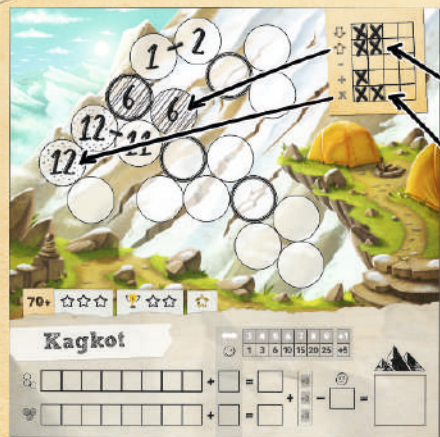 1-2
6
6
12-11
12
70+
Kagkot
1 3 6 10 15 20 25 +5
+ =
+ =
+ - =